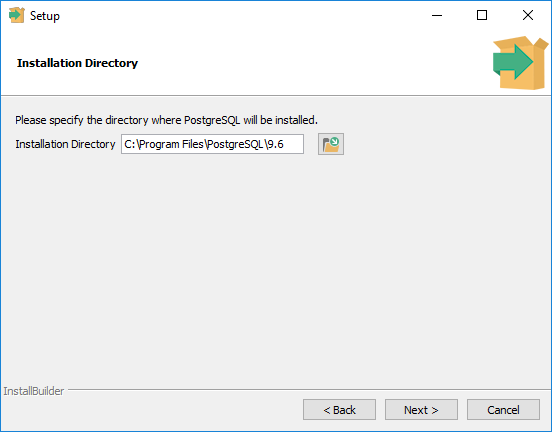 Setup
Installation Directory
Please specify the directory where PostgreSQL will be installed.
Installation Directory C:\Program Files\PostgreSQL\9.6
InstallBuilder
< Back Next > Cancel